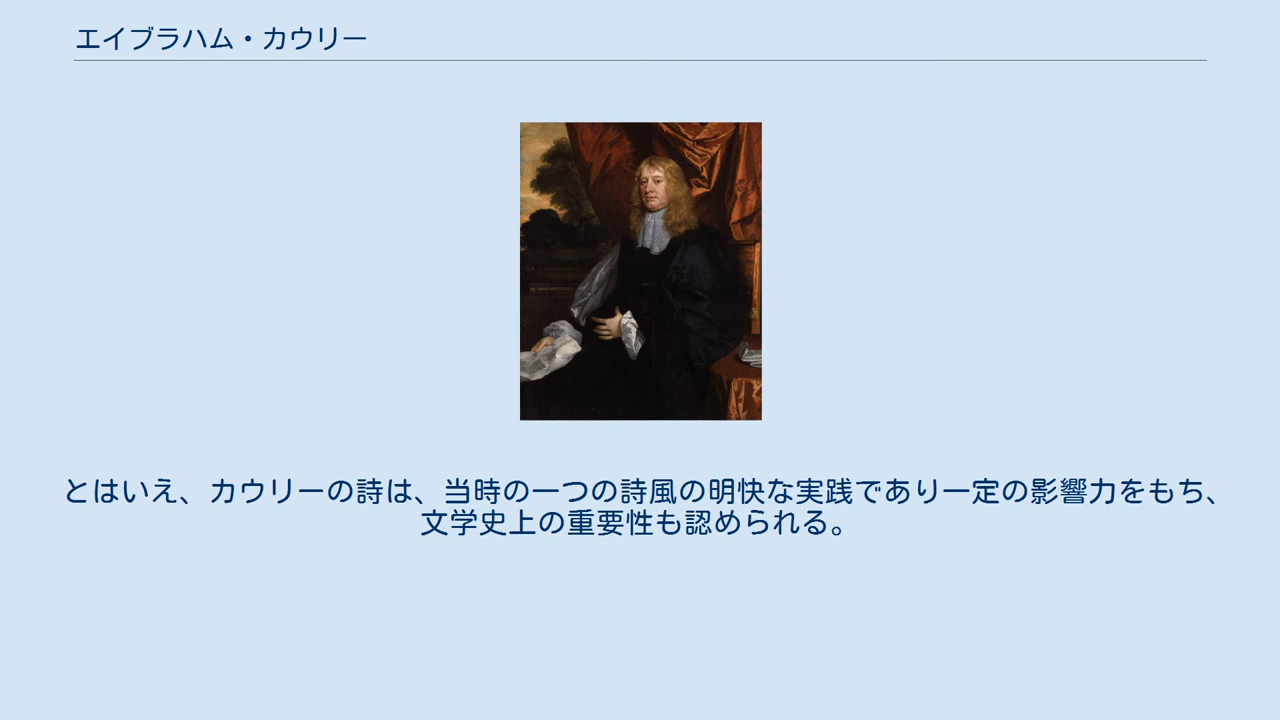 エイブラハム・カウリー
とはいえ、カウリーの詩は、当時の一つの詩風の明快な実践であり一定の影響力をもち、
文学史上の重要性も認められる。